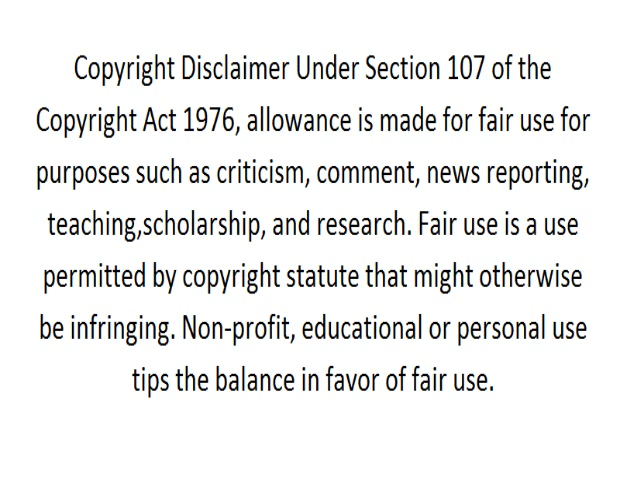 Copyright Disclaimer Under Section 107 of the
Copyright Act 1976, allowance is made for fair use for
purposes such as criticism, comment, news reporting,
teaching,scholarship, and research. Fair use is a use
permitted by copyright statute that might otherwise
be infringing. Non-profit, educational or personal use
tips the balance in favor of fair use.